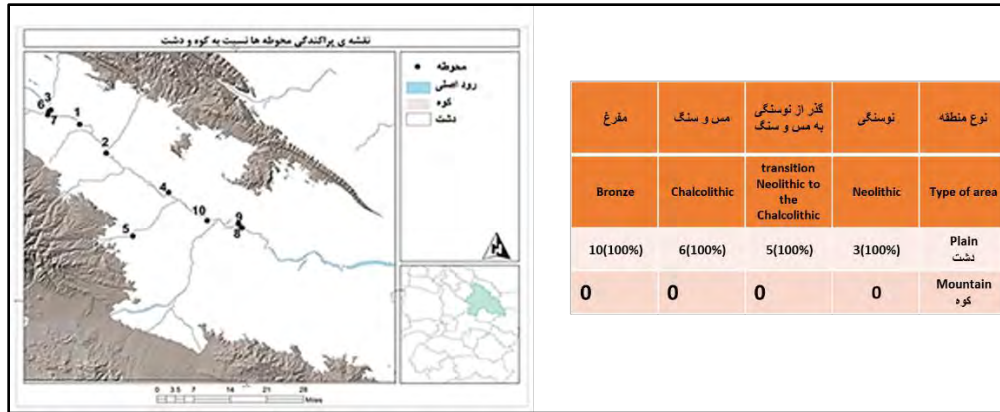 نقشه ی پراکندگی محوطه ها نسبت به کوه و دشت
محوطه
رود اصلی
کوه
دشت
3
6
7
1
2
4
10
9
8
5
N
0 3.5 7 14 21 28
Miles
نوع منطقه نوسنگی گذر از نوسنگی به مس و سنگ مس و سنگ مفرغ
Bronze Chalcolithic transition Neolithic to the Chalcolithic Neolithic Type of area
10(100%) 6(100%) 5(100%) 3(100%) Plain
دشت
0 0 0 0 Mountain
کوه